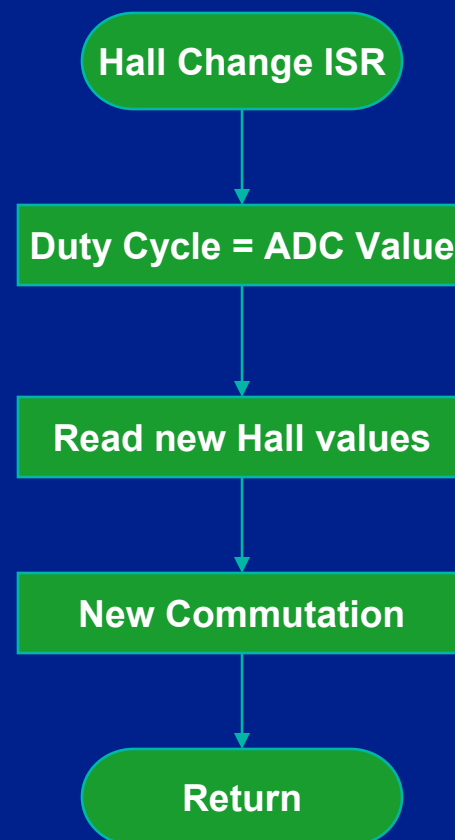 Hall Change ISR
Duty Cycle = ADC Value
Read new Hall values
New Commutation
Return